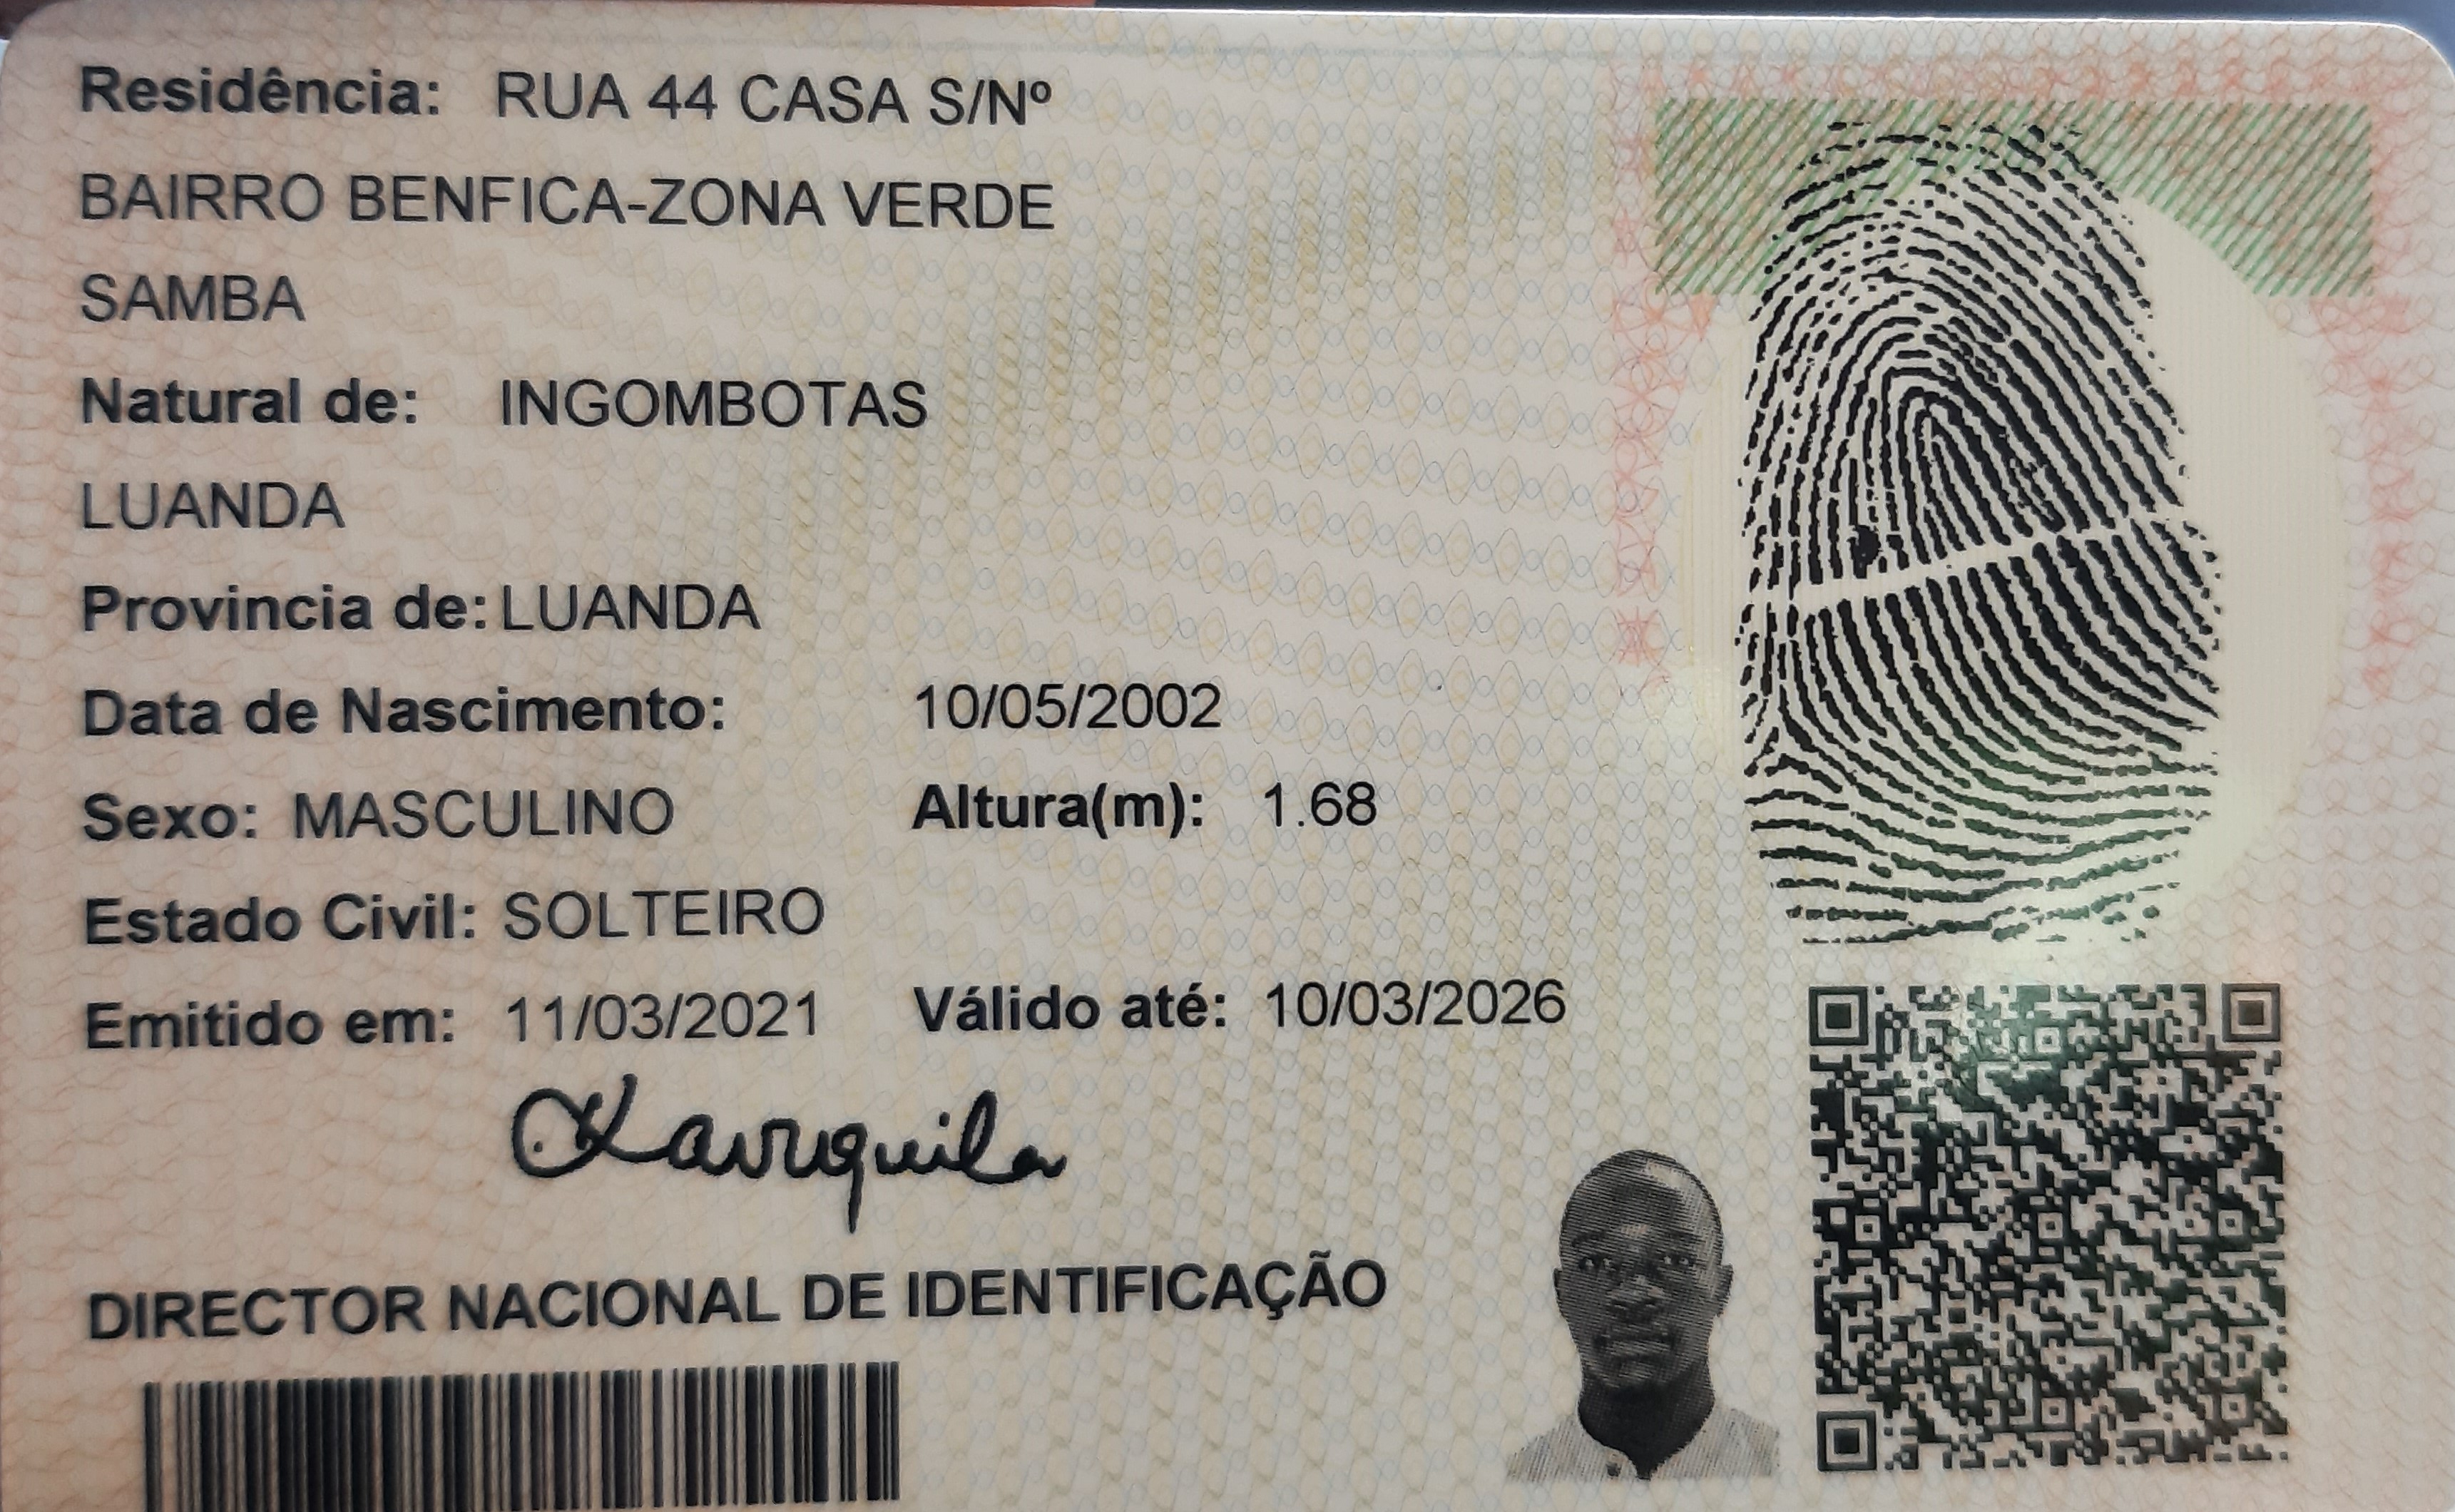 Residência: RUA 44 CASA S/Nº
BAIRRO BENFICA-ZONA VERDE
SAMBA
Natural de: INGOMBOTAS
LUANDA
Provincia de: LUANDA
Data de Nascimento: 10/05/2002
Sexo: MASCULINO Altura(m): 1.68
Estado Civil: SOLTEIRO
Emitido em: 11/03/2021 Válido até: 10/03/2026
DIRECTOR NACIONAL DE IDENTIFICAÇÃO